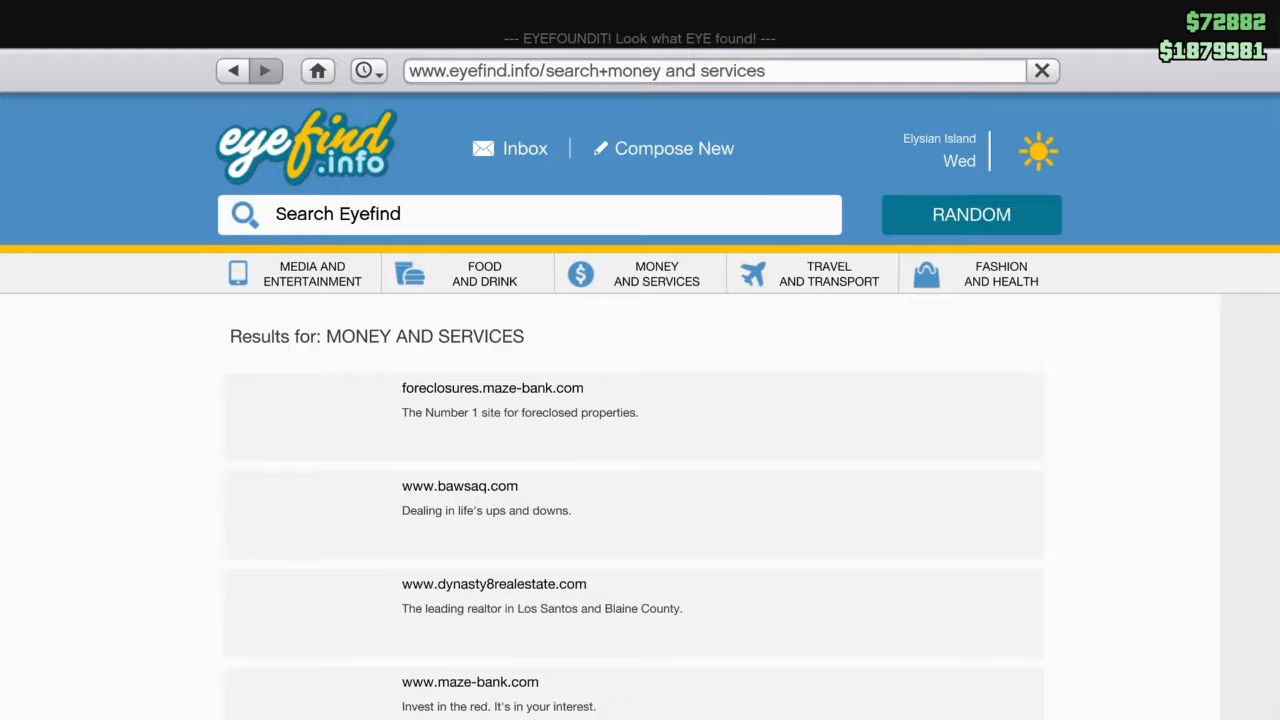 $72882
--- EYEFOUNDIT! Look what EYE found! ---
$1879981
www.eyefind.info/search+money and services
eyefind
.info
Inbox
Compose New
Elysian Island
Wed
Search Eyefind
RANDOM
MEDIA AND
ENTERTAINMENT
FOOD
AND DRINK
MONEY
AND SERVICES
TRAVEL
AND TRANSPORT
FASHION
AND HEALTH
Results for: MONEY AND SERVICES
foreclosures.maze-bank.com
The Number 1 site for foreclosed properties.
www.bawsaq.com
Dealing in life's ups and downs.
www.dynasty8realestate.com
The leading realtor in Los Santos and Blaine County.
www.maze-bank.com
Invest in the red. It's in your interest.